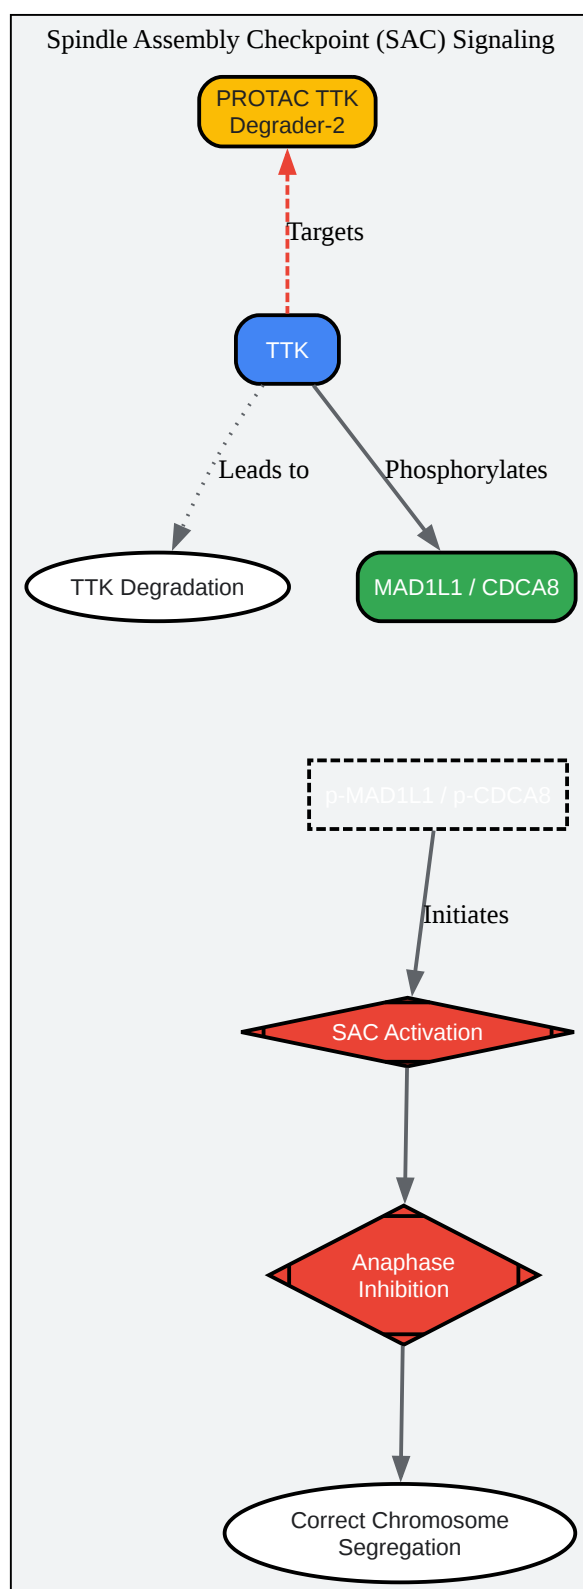 Spindle Assembly Checkpoint (SAC) Signaling
PROTAC TTK
Degrader-2
Targets
TTK
Leads to
Phosphorylates
TTK Degradation
MAD1L1 / CDCA8
p-MAD1L1 / p-CDCA8
Initiates
SAC Activation
Anaphase
Inhibition
Correct Chromosome
Segregation